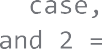 case,
and 2 =